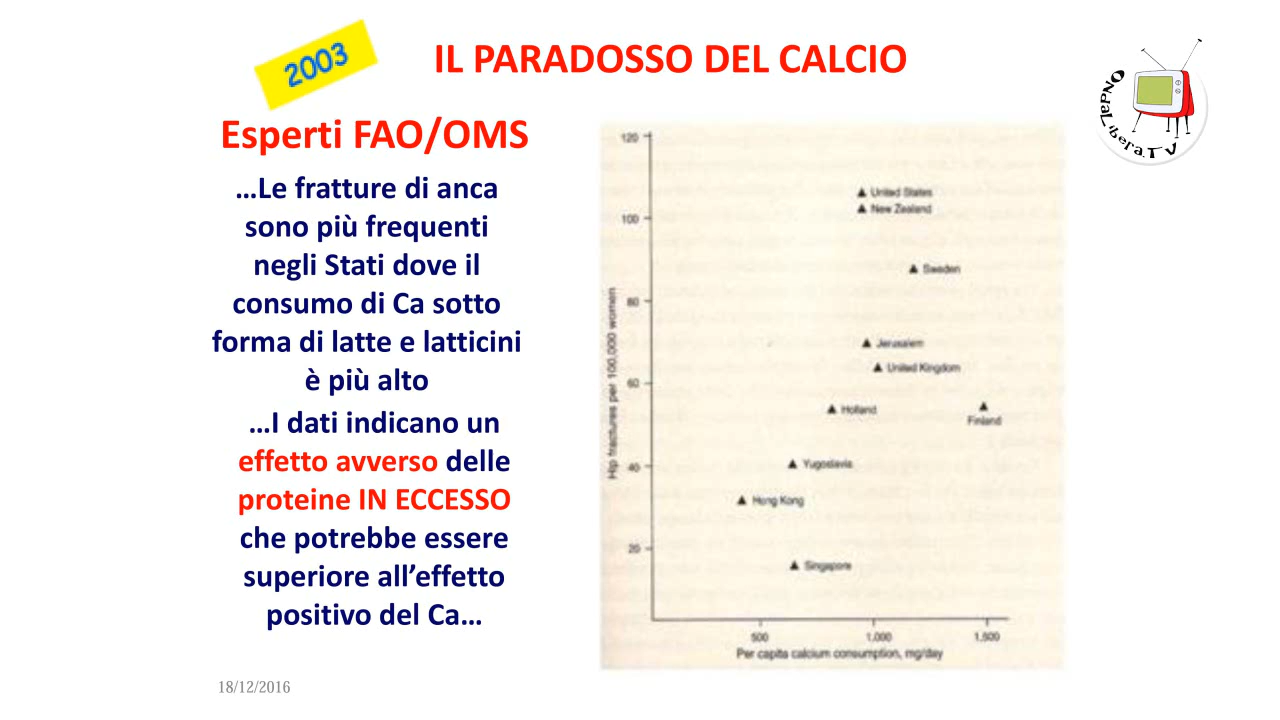 2003
IL PARADOSSO DEL CALCIO
OndaLiberaTV
Esperti FAO/OMS
...Le fratture di anca
sono più frequenti
negli Stati dove il
consumo di Ca sotto
forma di latte e latticini
è più alto
...I dati indicano un
effetto avverso delle
proteine IN ECCESSO
che potrebbe essere
superiore all'effetto
positivo del Ca...
18/12/2016
Hip fractures per 100,000 women
120
100
80
60
40
20
United States
New Zealand
Sweden
Jerusalem
United Kingdom
Holland
Finland
Yugoslavia
Hong Kong
Singapore
500
1,000
1,500
Per capita calcium consumption, mg/day